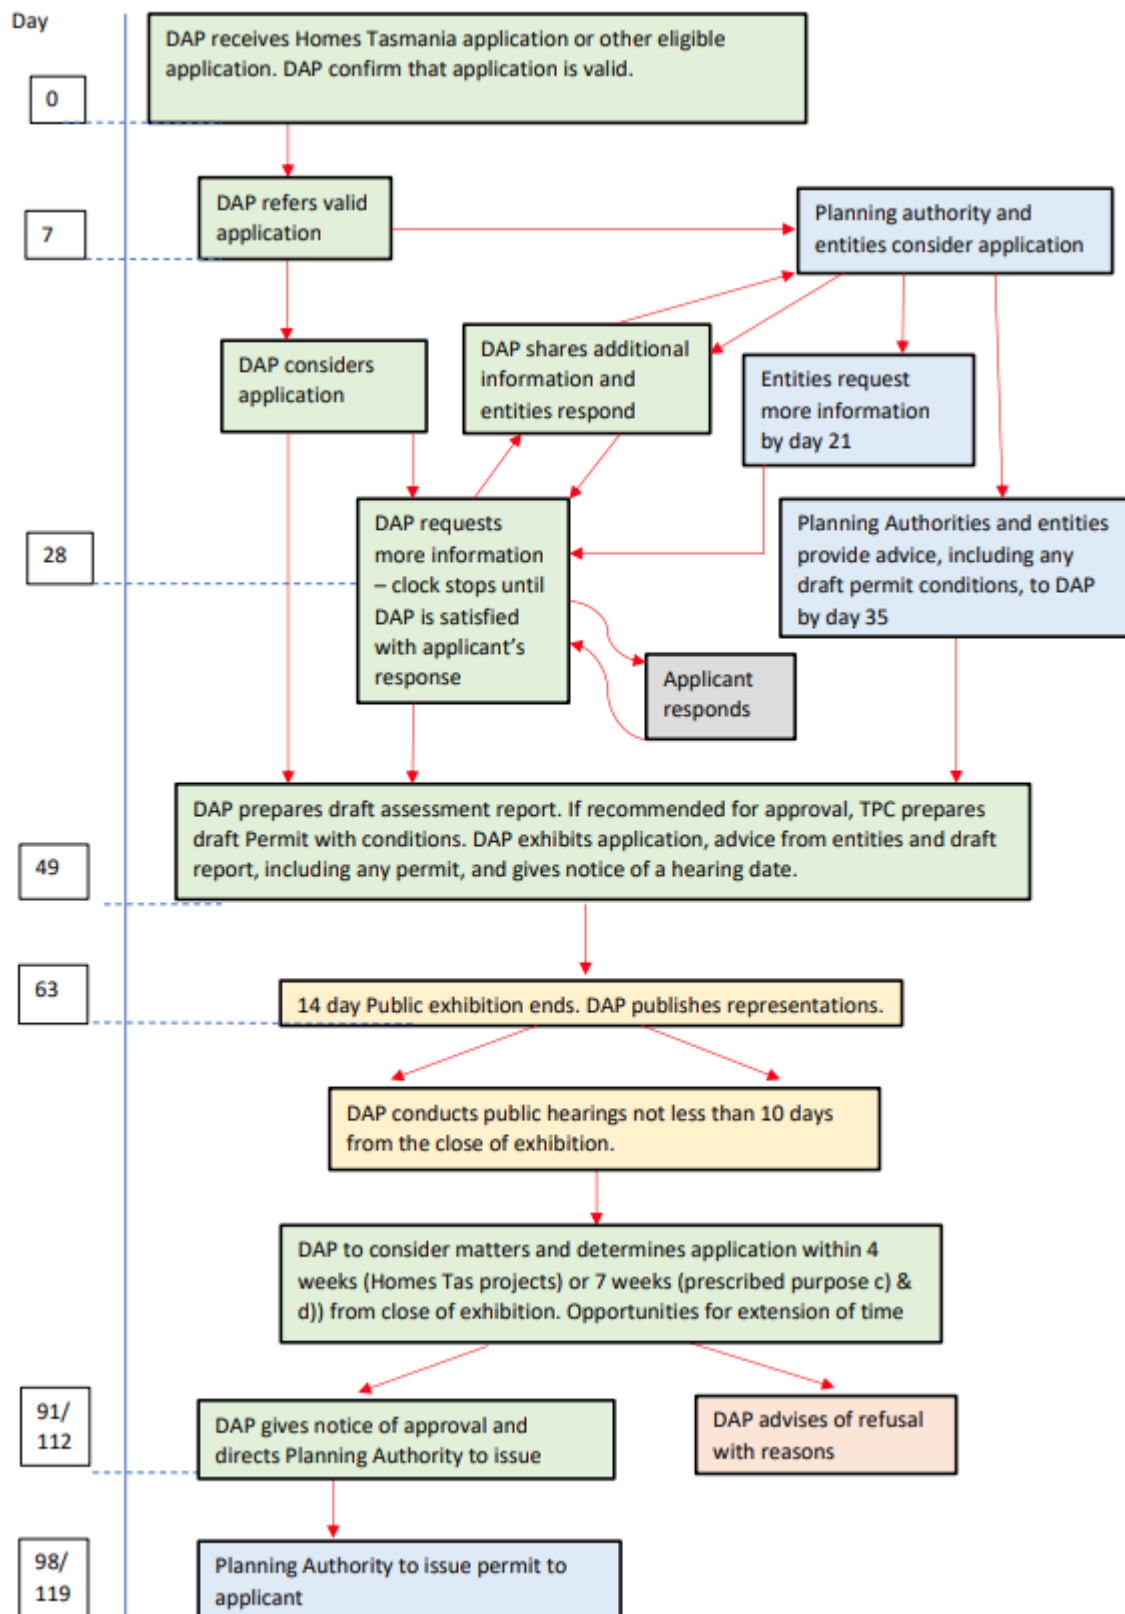 Day
DAP receives Homes Tasmania application or other eligible
application. DAP confirm that application is valid.
0
DAP refers valid
application
7
Planning authority and
entities consider application
DAP considers
application
DAP shares additional
information and
entities respond
Entities request
more information
by day 21
DAP requests
more information
– clock stops until
DAP is satisfied
with applicant's
response
28
Planning Authorities and entities
provide advice, including any
draft permit conditions, to DAP
by day 35
Applicant
responds
DAP prepares draft assessment report. If recommended for approval, TPC prepares
draft Permit with conditions. DAP exhibits application, advice from entities and draft
report, including any permit, and gives notice of a hearing date.
49
63
14 day Public exhibition ends. DAP publishes representations.
DAP conducts public hearings not less than 10 days
from the close of exhibition.
DAP to consider matters and determines application within 4
weeks (Homes Tas projects) or 7 weeks (prescribed purpose c) &
d)) from close of exhibition. Opportunities for extension of time
91/
112
DAP gives notice of approval and
directs Planning Authority to issue
DAP advises of refusal
with reasons
98/
119
Planning Authority to issue permit to
applicant